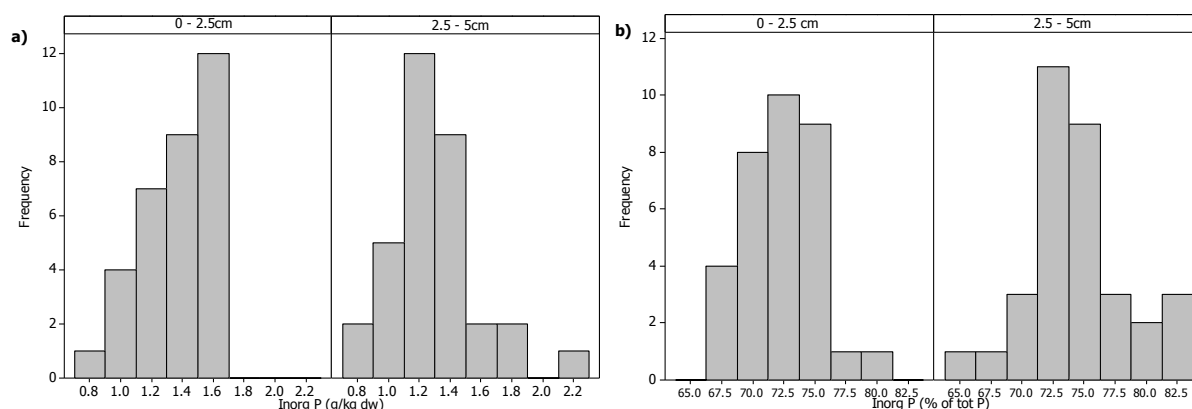 a)
0 - 2.5cm
2.5 - 5cm
Frequency
12
10
8
6
4
2
0
0.8 1.0 1.2 1.4 1.6 1.8 2.0 2.2
0.8 1.0 1.2 1.4 1.6 1.8 2.0 2.2
Inorg P (g/kg dw)
b)
0 - 2.5 cm
2.5 - 5cm
Frequency
12
10
8
6
4
2
0
65.0 67.5 70.0 72.5 75.0 77.5 80.0 82.5
65.0 67.5 70.0 72.5 75.0 77.5 80.0 82.5
Inorg P (% of tot P)